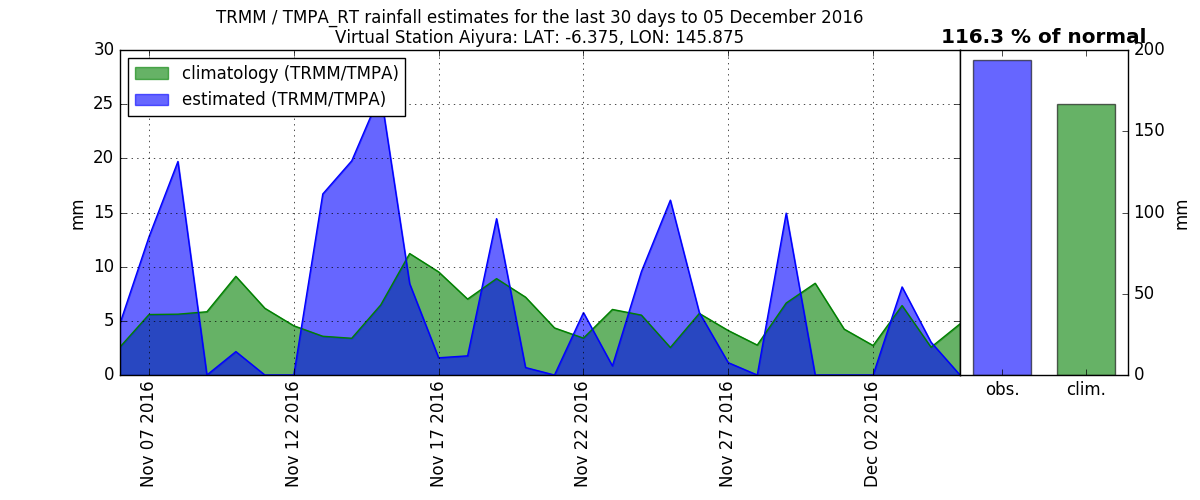 TRMM / TMPA_RT rainfall estimates for the last 30 days to 05 December 2016
Virtual Station Aiyura: LAT: -6.375, LON: 145.875
116.3 % of normal
climatology (TRMM/TMPA)
estimated (TRMM/TMPA)
30
25
20
15
10
5
0
mm
Nov 07 2016
Nov 12 2016
Nov 17 2016
Nov 22 2016
Nov 27 2016
Dec 02 2016
200
150
100
50
0
mm
obs.
clim.